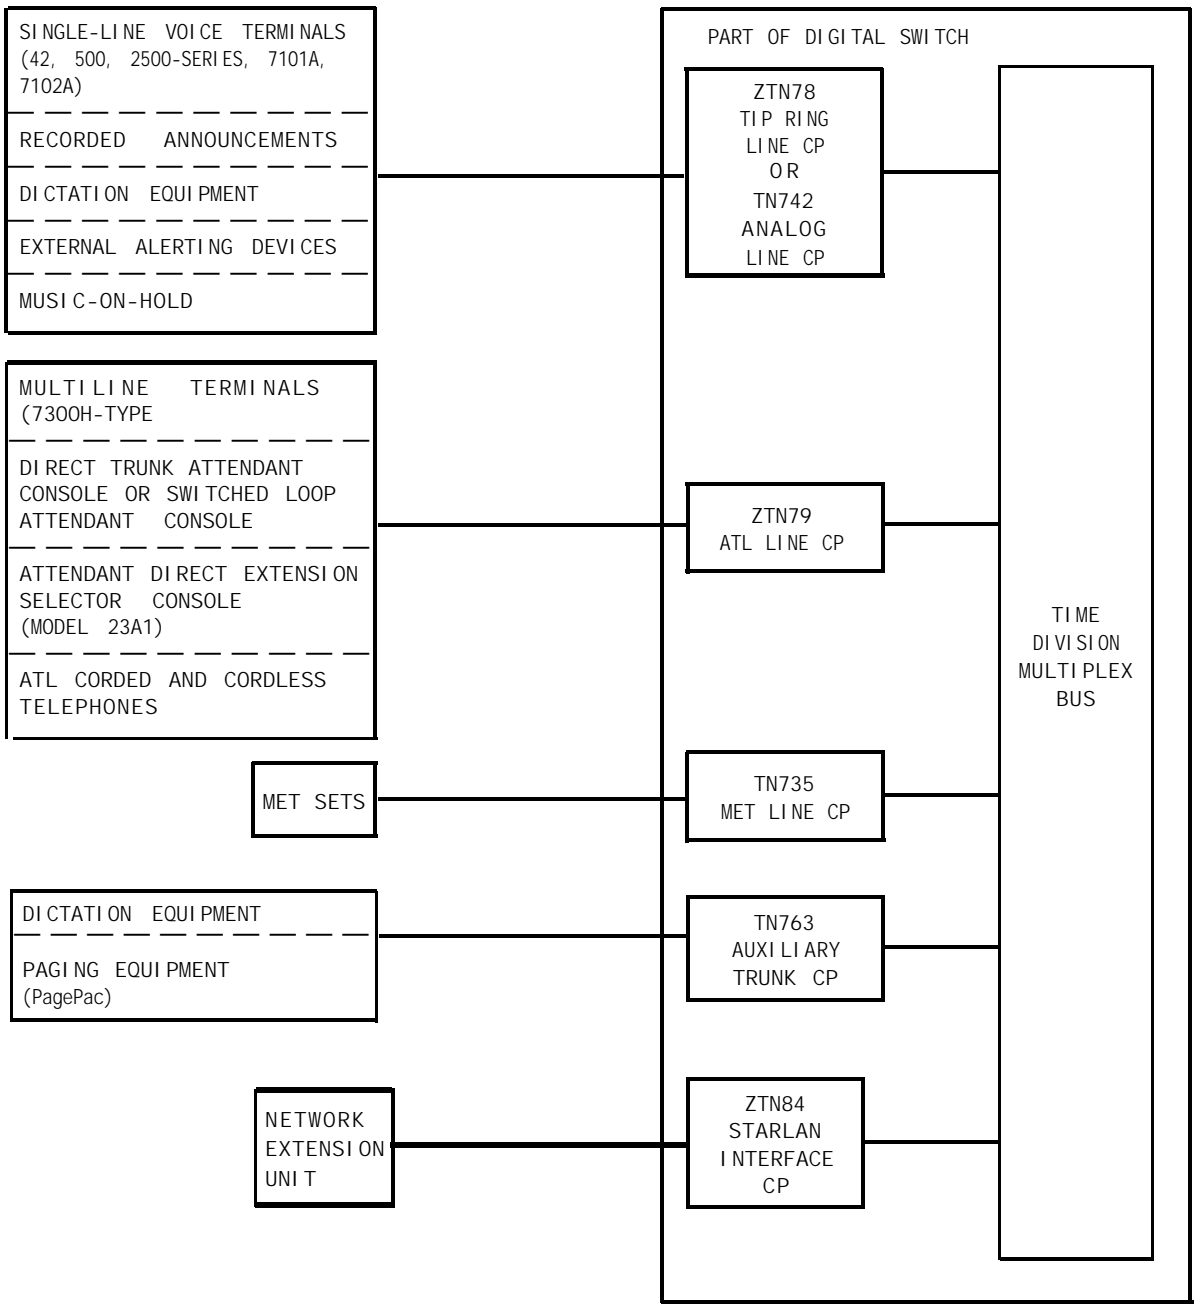 SINGLE-LINE VOICE TERMINALS
(42, 500, 2500-SERIES, 7101A,
7102A)
RECORDED ANNOUNCEMENTS
DICTATION EQUIPMENT
EXTERNAL ALERTING DEVICES
MUSIC-ON-HOLD
PART OF DIGITAL SWITCH
ZTN78
TIP RING
LINE CP
OR
TN742
ANALOG
LINE CP
MULTILINE TERMINALS
(7300H-TYPE
DIRECT TRUNK ATTENDANT
CONSOLE OR SWITCHED LOOP
ATTENDANT CONSOLE
ATTENDANT DIRECT EXTENSION
SELECTOR CONSOLE
(MODEL 23A1)
ATL CORDED AND CORDLESS
TELEPHONES
ZTN79
ATL LINE CP
TIME
DIVISION
MULTIPLEX
BUS
MET SETS
TN735
MET LINE CP
DICTATION EQUIPMENT
PAGING EQUIPMENT
(PagePac)
TN763
AUXILIARY
TRUNK CP
NETWORK
EXTENSION
UNIT
ZTN84
STARLAN
INTERFACE
CP